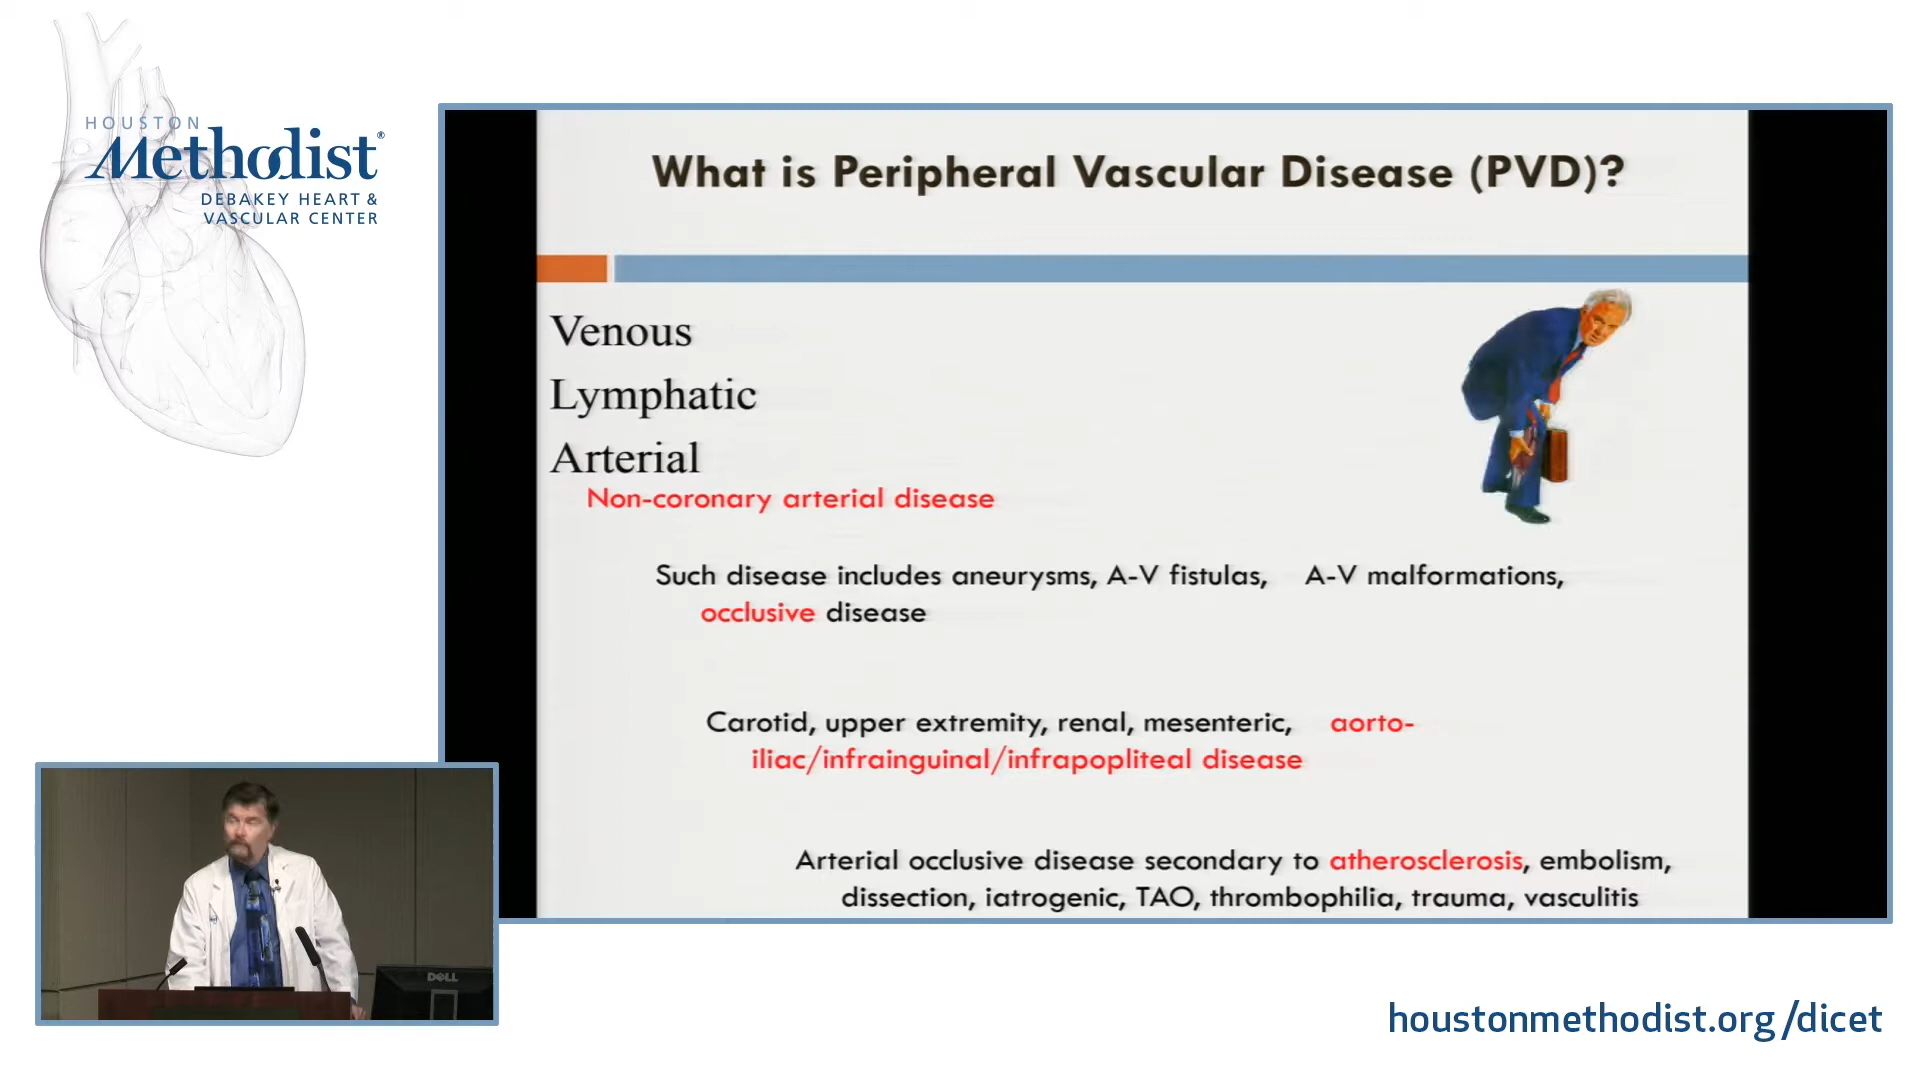 HOUSTON
Methodist®
DEBAKEY HEART &
VASCULAR CENTER
What is Peripheral Vascular Disease (PVD)?
Venous
Lymphatic
Arterial
Non-coronary arterial disease
Such disease includes aneurysms, A-V fistulas, A-V malformations,
occlusive disease
Carotid, upper extremity, renal, mesenteric, aorto-
iliac/infrainguinal/infrapopliteal disease
Arterial occlusive disease secondary to atherosclerosis, embolism,
dissection, iatrogenic, TAO, thrombophilia, trauma, vasculitis
DELL
houstonmethodist.org/dicet